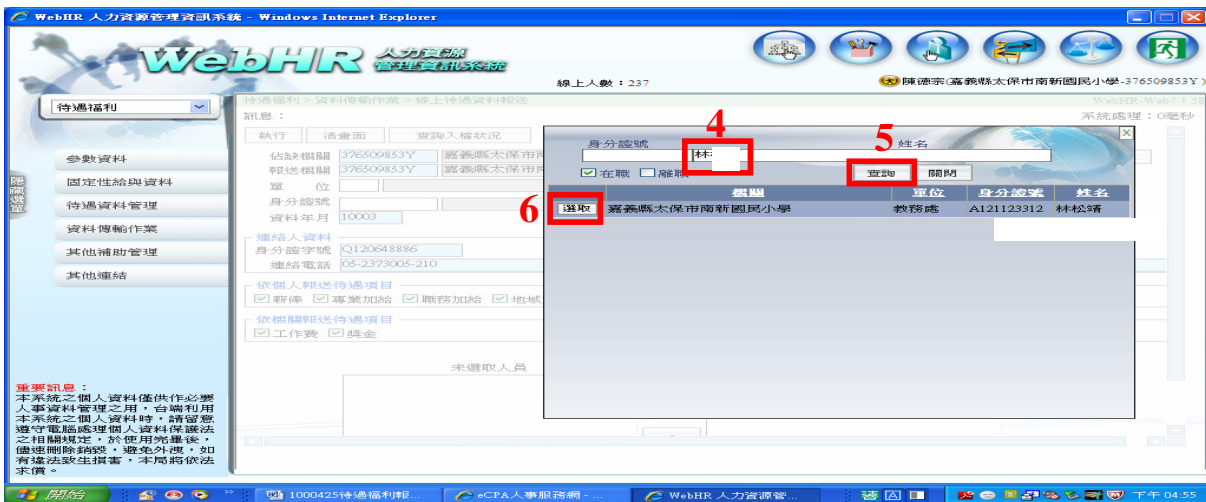 WebHR 人力資源管理資訊系統 - Windows Internet Explorer
WebHR 人力資源
管理資訊系統
線上人數：237
陳德宗(嘉義縣太保市南新國民小學-376509853Y)
待遇福利
待遇福利 > 資料傳輸作業 > 線上待遇資料報送
WebHR-Web7：58
訊息：
系統處理：0毫秒
執行 清畫面 查詢入檔狀況
參數資料
固定性給與資料
待遇資料管理
資料傳輸作業
其他補助管理
其他連結
隱藏選單
佔缺機關 376509853Y 嘉義縣太保市
報送機關 376509853Y 嘉義縣太保市
單 位
身分證號
資料年月 10003
連絡人資料
身分證字號 Q120648886
連絡電話 05-2373005-210
依個人報送待遇項目
薪俸 專業加給 職務加給 地域
依機關報送待遇項目
工作費 獎金
未選取人員
4
5
6
身分證號 姓名
林
在職 離職
查詢 關閉
機關 單位 身分證號 姓名
選取 嘉義縣太保市南新國民小學 教務處 A121123312 林松靖
重要訊息：
本系統之個人資料僅供作必要
人事資料管理之用，台端利用
本系統之個人資料時，請留意
遵守電腦處理個人資料保護法
之相關規定，於使用完畢後，
儘速刪除銷毀，避免外洩，如
有違法致生損害，本局將依法
求償。
開始
1000425待遇福利報...
eCPA人事服務網 - ...
WebHR 人力資源管...
下午 04:55